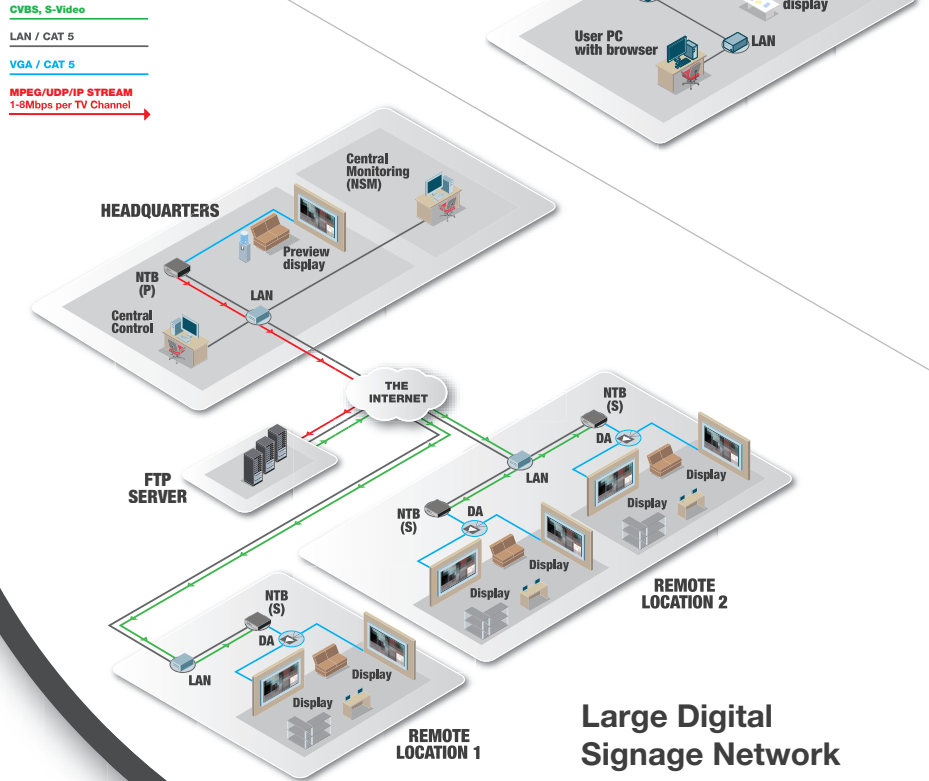 CVBS, S-Video
LAN / CAT 5
VGA / CAT 5
MPEG/UDP/IP STREAM
1-8Mbps per TV Channel
display
User PC
with browser
LAN
Central
Monitoring
(NSM)
HEADQUARTERS
Preview
display
NTB
(P)
LAN
Central
Control
THE
INTERNET
FTP
SERVER
NTB
(S)
DA
LAN
Display
Display
NTB
(S)
DA
Display
Display
REMOTE
LOCATION 2
NTB
(S)
DA
LAN
Display
Display
REMOTE
LOCATION 1
Large Digital
Signage Network